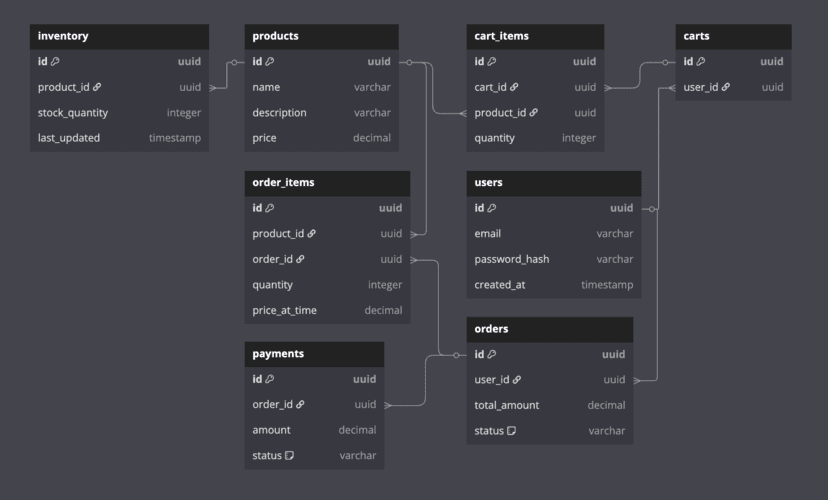 inventory
id uuid
product_id uuid
stock_quantity integer
last_updated timestamp
products
id uuid
name varchar
description varchar
price decimal
cart_items
id uuid
cart_id uuid
product_id uuid
quantity integer
carts
id uuid
user_id uuid
order_items
id uuid
product_id uuid
order_id uuid
quantity integer
price_at_time decimal
users
id uuid
email varchar
password_hash varchar
created_at timestamp
payments
id uuid
order_id uuid
amount decimal
status varchar
orders
id uuid
user_id uuid
total_amount decimal
status varchar